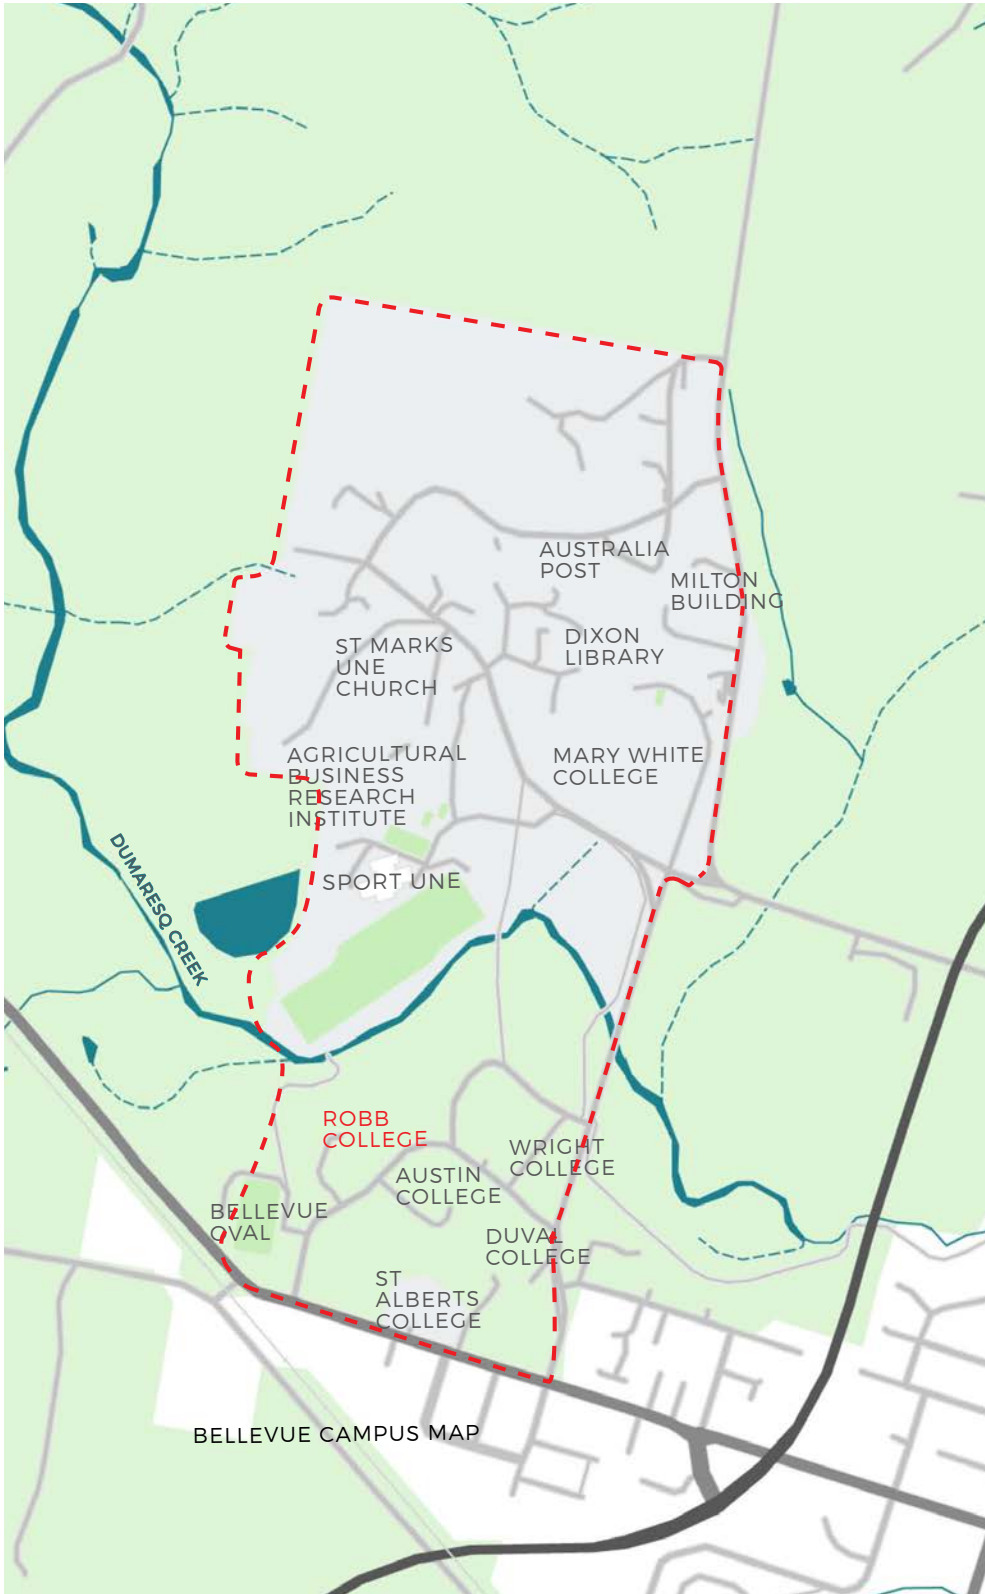 AUSTRALIA
POST
MILTON
BUILDING
DIXON
LIBRARY
ST MARKS
UNE
CHURCH
AGRICULTURAL
BUSINESS
RESEARCH
INSTITUTE
MARY WHITE
COLLEGE
SPORT UNE
DUMARESQ CREEK
ROBB
COLLEGE
WRIGHT
COLLEGE
AUSTIN
COLLEGE
BELLEVUE
OVAL
DUVAL
COLLEGE
ST
ALBERTS
COLLEGE
BELLEVUE CAMPUS MAP